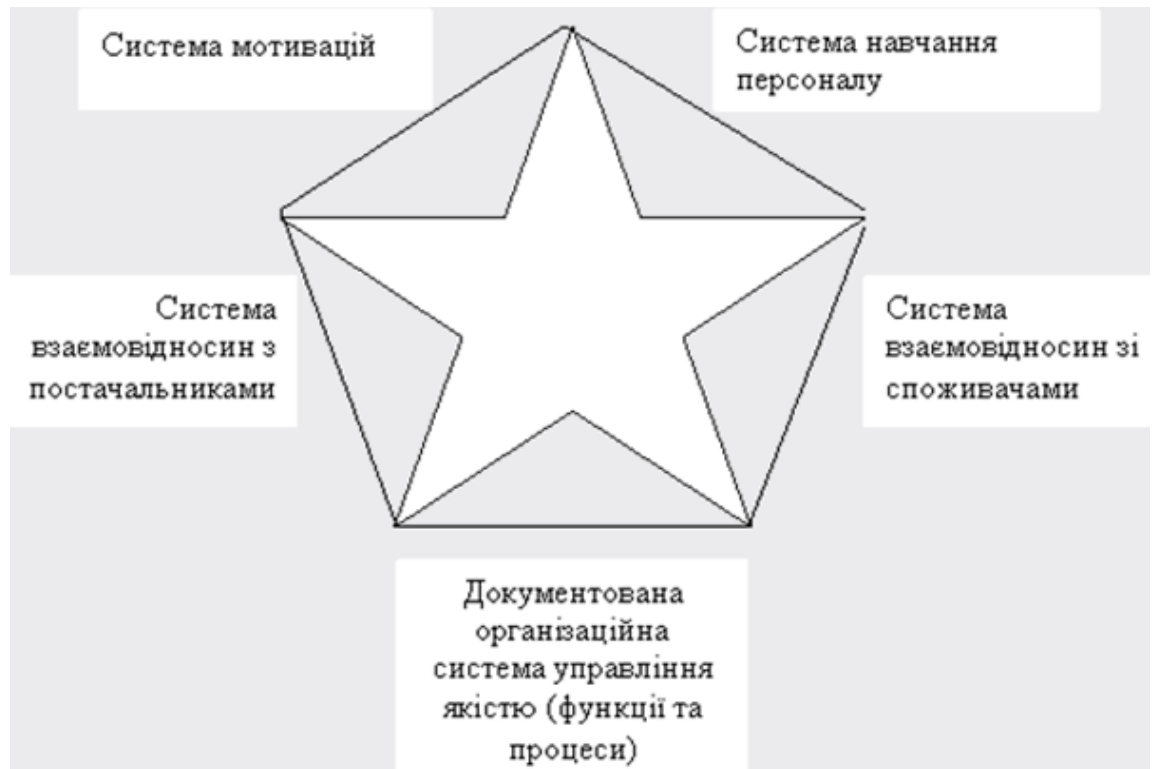 Система мотивацій
Система навчання
персоналу
Система
взаємовідносин з
постачальниками
Система
взаємовідносин зі
споживачами
Документована
організаційна
система управління
якістю (функції та
процеси)